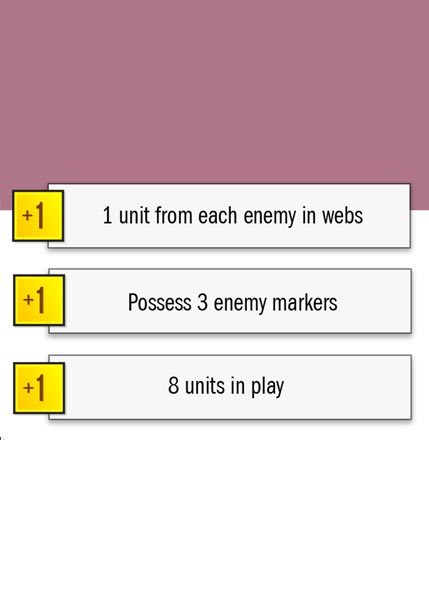 +1 1 unit from each enemy in webs
+1 Possess 3 enemy markers
+1 8 units in play